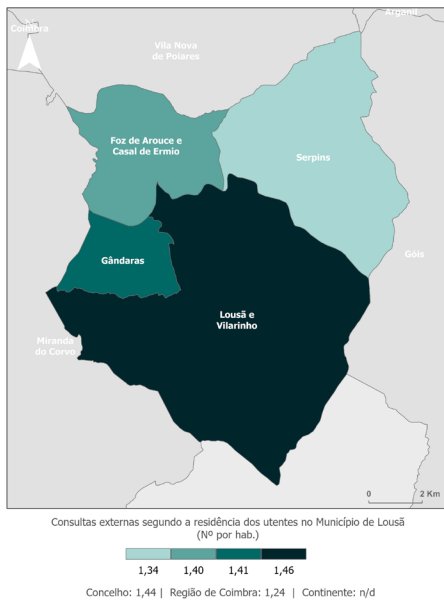 N
Coimbra
Arganil
Vila Nova
de Poiares
Foz de Arouce e
Casal de Ermio
Serpins
Góis
Gândaras
Lousã e
Vilarinho
Miranda
do Corvo
0 2 Km
Consultas externas segundo a residência dos utentes no Município de Lousã
(Nº por hab.)
1,34 1,40 1,41 1,46
Concelho: 1,44 | Região de Coimbra: 1,24 | Continente: n/d